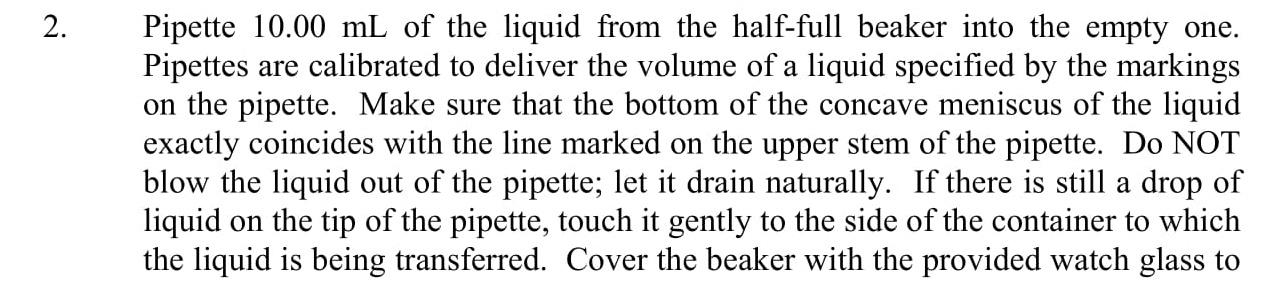 2. Pipette 10.00 mL of the liquid from the half-full beaker into the empty one.
Pipettes are calibrated to deliver the volume of a liquid specified by the markings
on the pipette. Make sure that the bottom of the concave meniscus of the liquid
exactly coincides with the line marked on the upper stem of the pipette. Do NOT
blow the liquid out of the pipette; let it drain naturally. If there is still a drop of
liquid on the tip of the pipette, touch it gently to the side of the container to which
the liquid is being transferred. Cover the beaker with the provided watch glass to